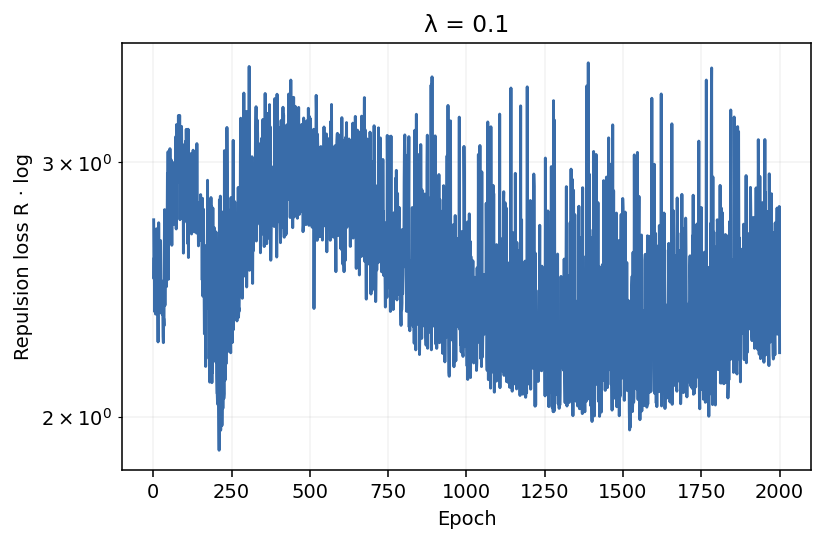 λ = 0.1
Repulsion loss R · log
3 × 10⁰
2 × 10⁰
0 250 500 750 1000 1250 1500 1750 2000
Epoch